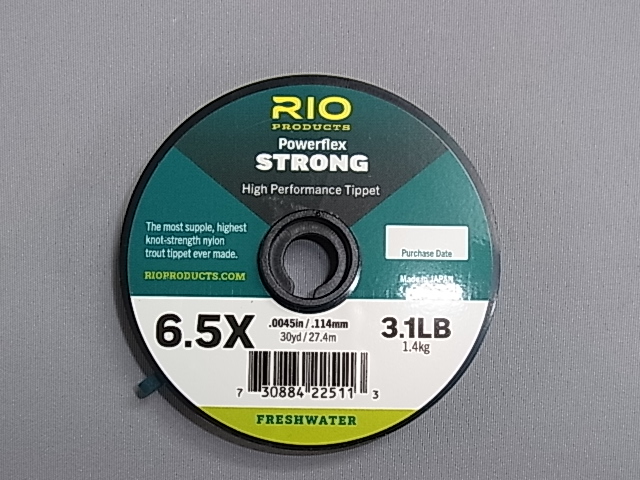 RIO
PRODUCTS
Powerflex
STRONG
High Performance Tippet
The most supple, highest
knot-strength nylon
trout tippet ever made.
RIOPRODUCTS.COM
Purchase Date
Made in JAPAN
6.5X
.0045in / .114mm
30yd / 27.4m
3.1LB
1.4kg
7 30884 22511 3
FRESHWATER